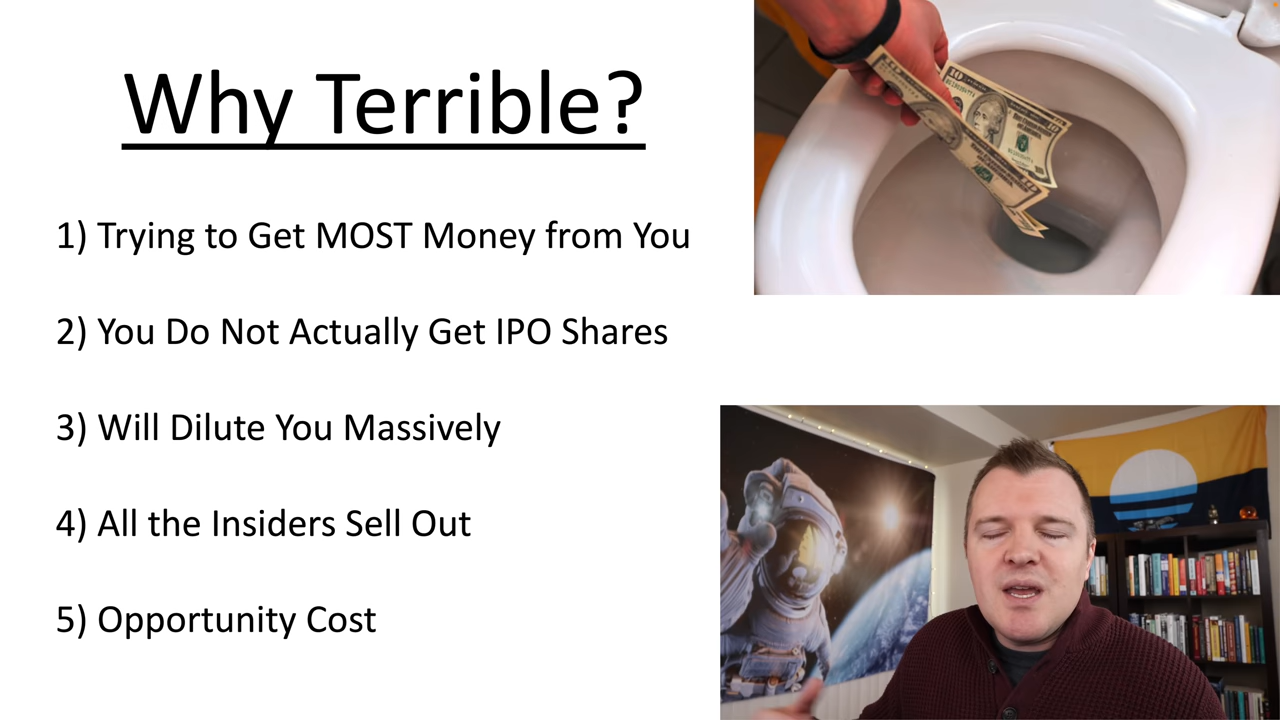 Why Terrible?
1) Trying to Get MOST Money from You
2) You Do Not Actually Get IPO Shares
3) Will Dilute You Massively
4) All the Insiders Sell Out
5) Opportunity Cost
10